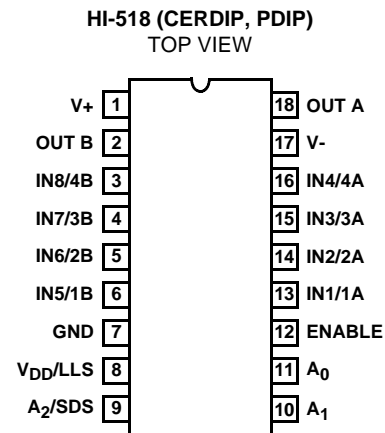 HI-518 (CERDIP, PDIP)
TOP VIEW
V+ 1 18 OUT A
OUT B 2 17 V-
IN8/4B 3 16 IN4/4A
IN7/3B 4 15 IN3/3A
IN6/2B 5 14 IN2/2A
IN5/1B 6 13 IN1/1A
GND 7 12 ENABLE
VDD/LLS 8 11 A0
A2/SDS 9 10 A1